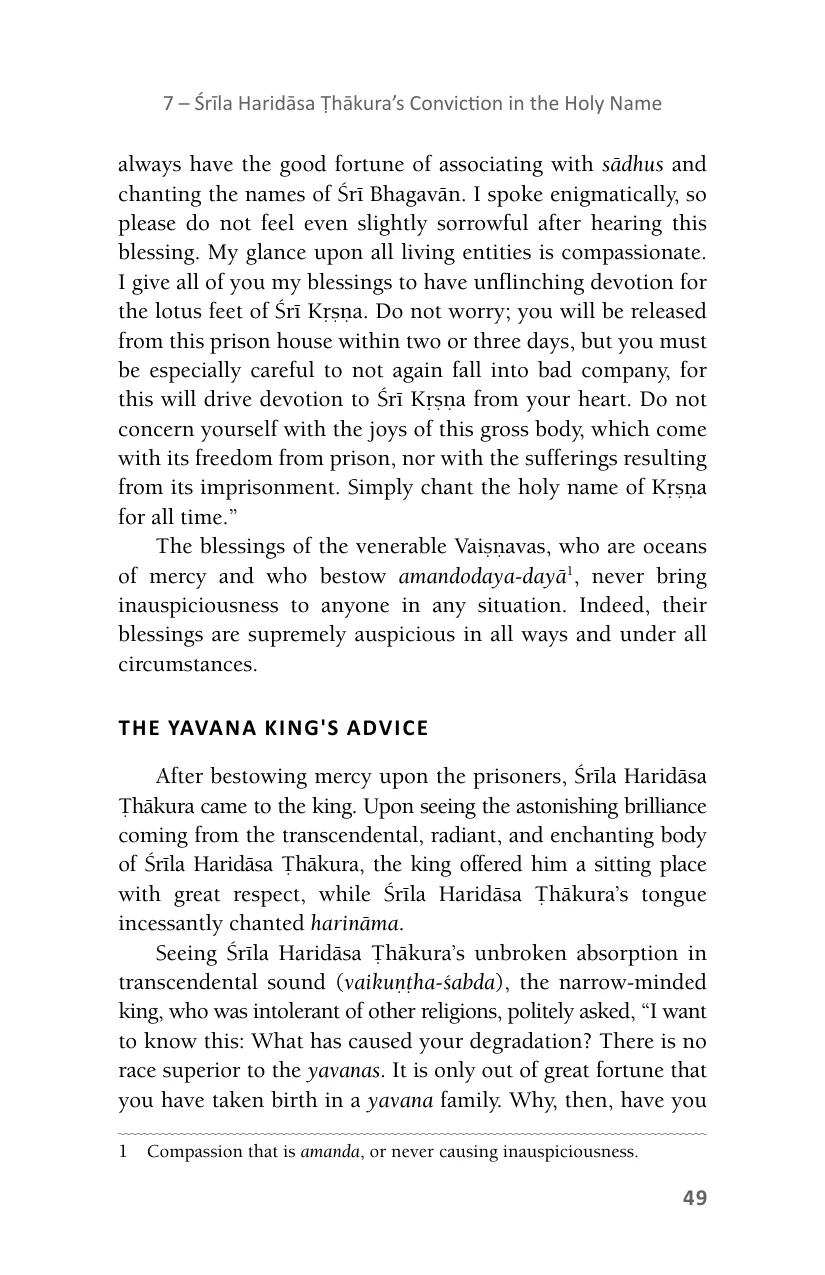 7 – Śrīla Haridāsa Ṭhākura’s Conviction in the Holy Name
always have the good fortune of associating with sādhus and
chanting the names of Śrī Bhagavān. I spoke enigmatically, so
please do not feel even slightly sorrowful after hearing this
blessing. My glance upon all living entities is compassionate.
I give all of you my blessings to have unflinching devotion for
the lotus feet of Śrī Kṛṣṇa. Do not worry; you will be released
from this prison house within two or three days, but you must
be especially careful to not again fall into bad company, for
this will drive devotion to Śrī Kṛṣṇa from your heart. Do not
concern yourself with the joys of this gross body, which come
with its freedom from prison, nor with the sufferings resulting
from its imprisonment. Simply chant the holy name of Kṛṣṇa
for all time.”
The blessings of the venerable Vaiṣṇavas, who are oceans
of mercy and who bestow amandodaya-dayā¹, never bring
inauspiciousness to anyone in any situation. Indeed, their
blessings are supremely auspicious in all ways and under all
circumstances.
THE YAVANA KING'S ADVICE
After bestowing mercy upon the prisoners, Śrīla Haridāsa
Ṭhākura came to the king. Upon seeing the astonishing brilliance
coming from the transcendental, radiant, and enchanting body
of Śrīla Haridāsa Ṭhākura, the king offered him a sitting place
with great respect, while Śrīla Haridāsa Ṭhākura’s tongue
incessantly chanted harināma.
Seeing Śrīla Haridāsa Ṭhākura’s unbroken absorption in
transcendental sound (vaikuṇṭha-śabda), the narrow-minded
king, who was intolerant of other religions, politely asked, “I want
to know this: What has caused your degradation? There is no
race superior to the yavanas. It is only out of great fortune that
you have taken birth in a yavana family. Why, then, have you
1 Compassion that is amanda, or never causing inauspiciousness.
49